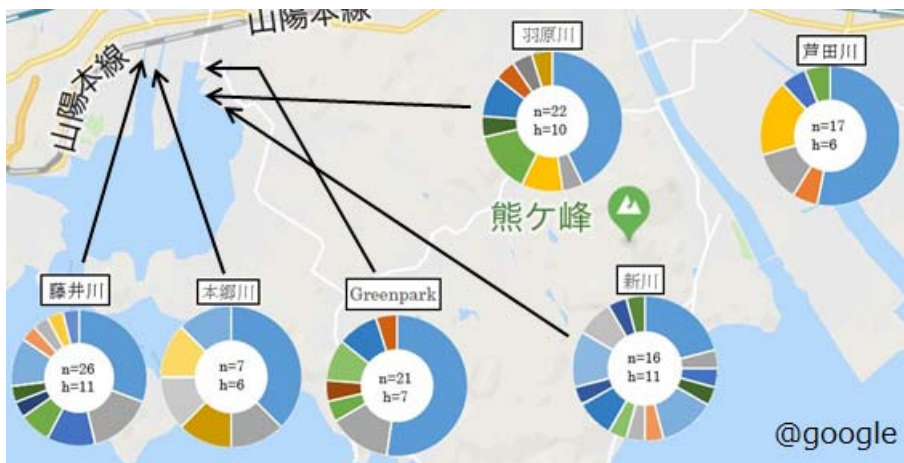 山陽本線
山陽本線
羽原川
n=22
h=10
芦田川
n=17
h=6
熊ケ峰
藤井川
n=26
h=11
本郷川
n=7
h=6
Greenpark
n=21
h=7
新川
n=16
h=11
@google